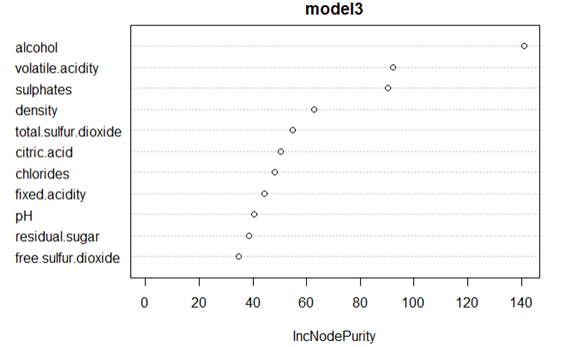 model3
alcohol
volatile.acidity
sulphates
density
total.sulfur.dioxide
citric.acid
chlorides
fixed.acidity
pH
residual.sugar
free.sulfur.dioxide
0 20 40 60 80 100 120 140
IncNodePurity